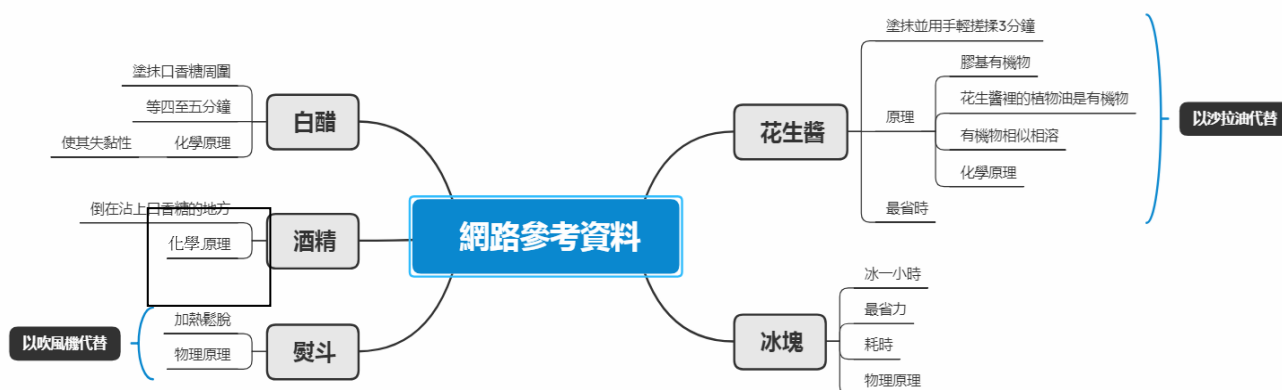 網路參考資料
白醋
塗抹口香糖周圍
等四至五分鐘
化學原理
使其失黏性
酒精
倒在沾上口香糖的地方
化學.原理
熨斗
加熱鬆脫
物理原理
以吹風機代替
花生醬
塗抹並用手輕搓揉3分鐘
原理
膠基有機物
花生醬裡的植物油是有機物
有機物相似相溶
化學原理
最省時
以沙拉油代替
冰塊
冰一小時
最省力
耗時
物理原理